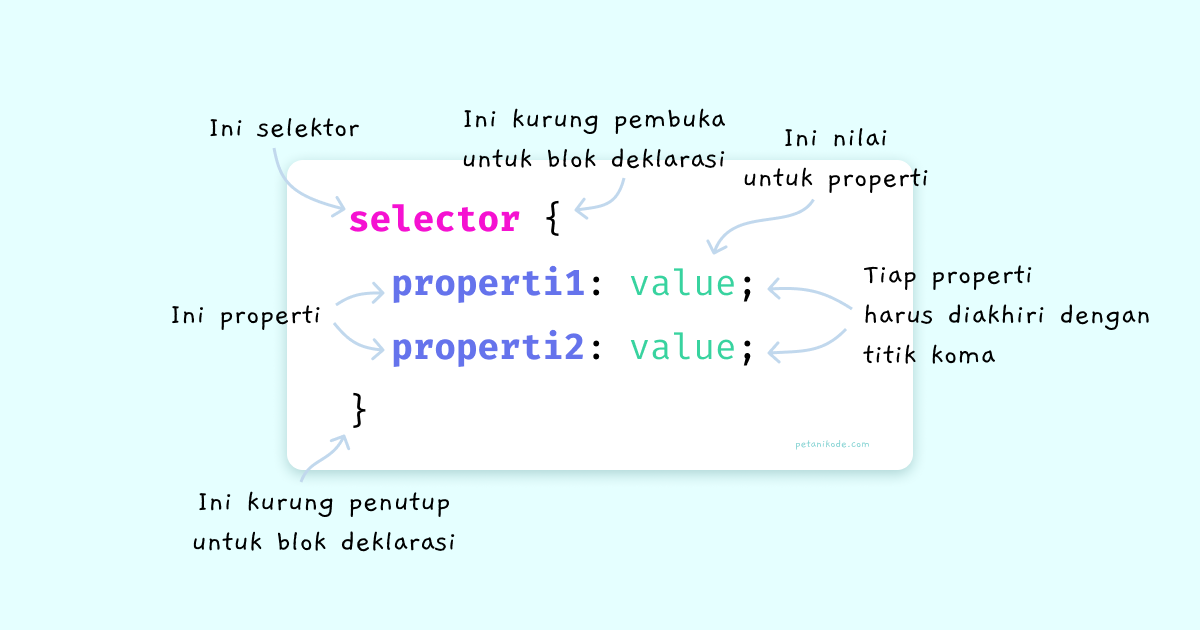 Ini selektor
Ini kurung pembuka
untuk blok deklarasi
Ini nilai
untuk properti
selector {
properti1: value;
properti2: value;
}
Ini properti
Tiap properti
harus diakhiri dengan
titik koma
petanikode.com
Ini kurung penutup
untuk blok deklarasi